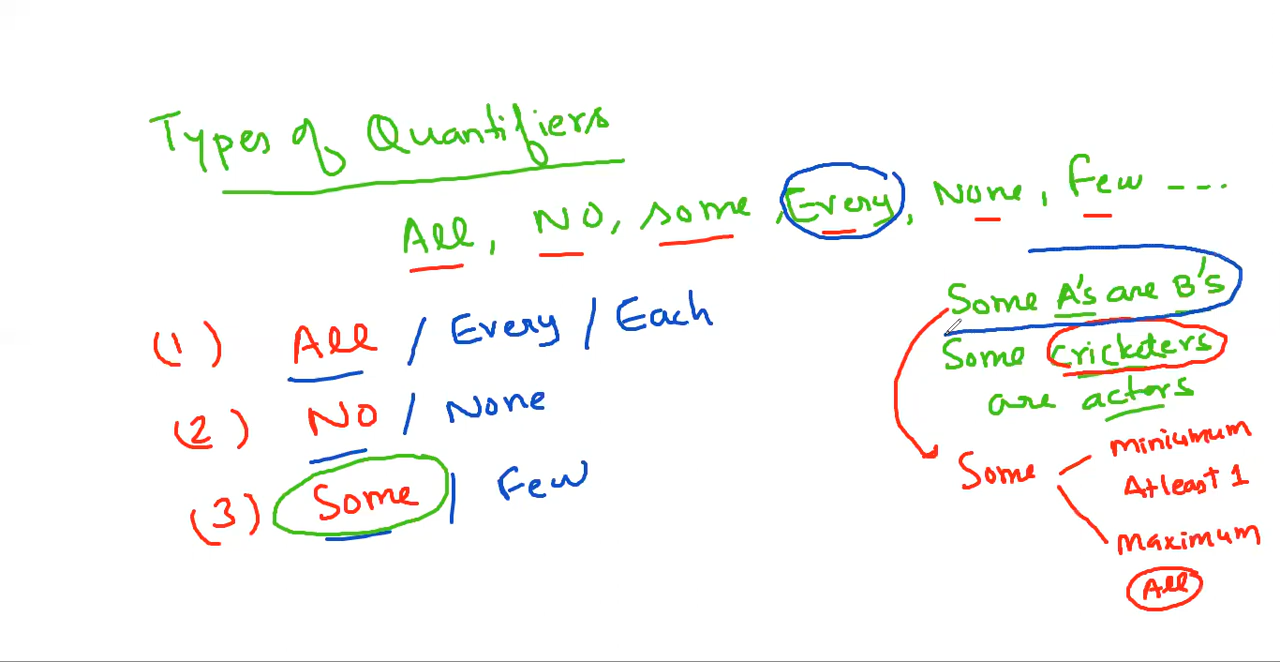 Types of Quantifiers
All, NO, some, Every, None, Few ---
(1) All / Every / Each
(2) NO / None
(3) Some | Few
Some A's are B's
Some cricketers
are actors
Some
miniumum
Atleast 1
maximum
All